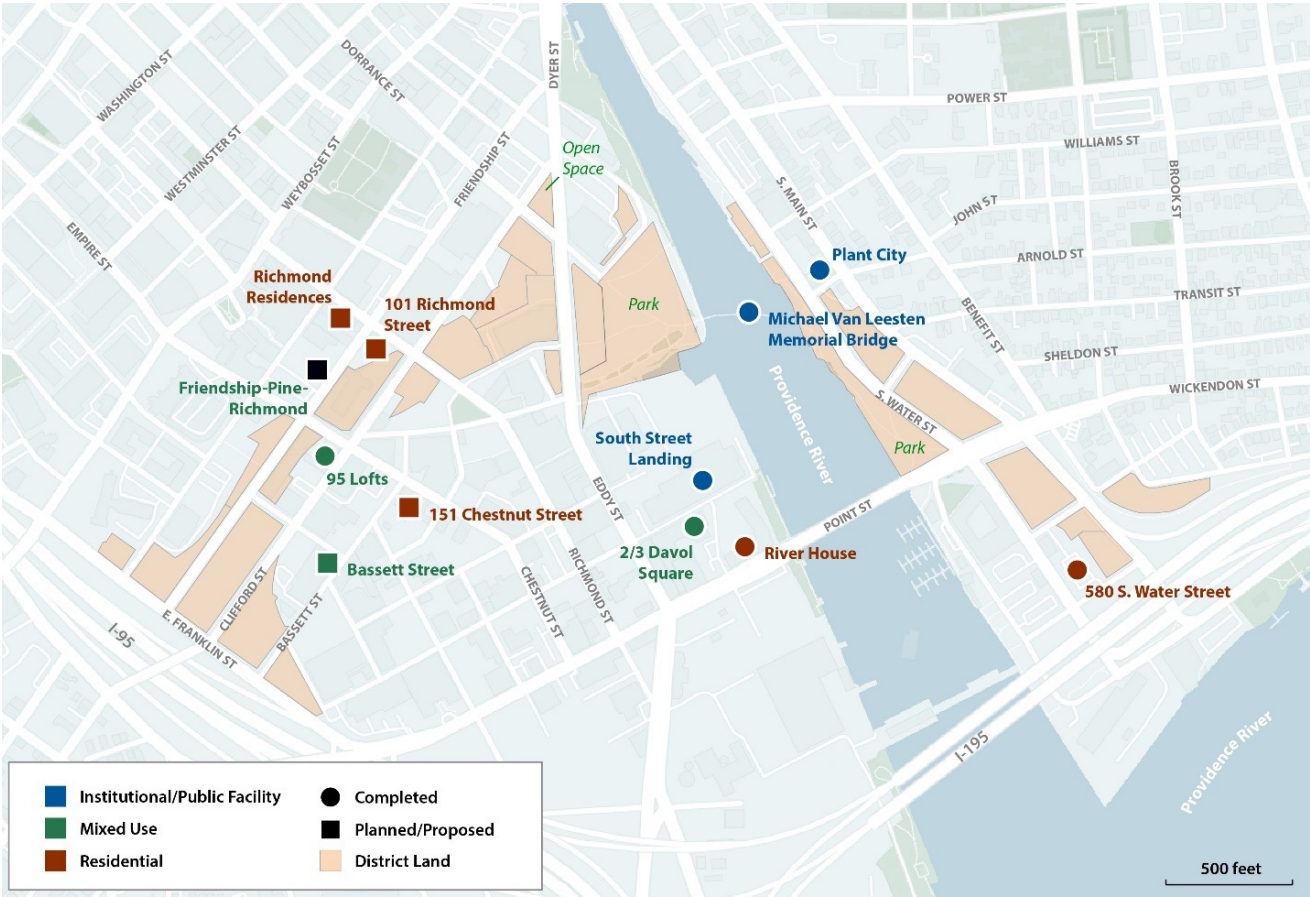 WASHINGTON ST
DORRANCE ST
DYER ST
POWER ST
WILLIAMS ST
WESTMINSTER ST
WEYBOSSET ST
FRIENDSHIP ST
Open
Space
S. MAIN ST
JOHN ST
BROOK ST
EMPIRE ST
Plant City
ARNOLD ST
Richmond
Residences
101 Richmond
Street
Park
Michael Van Leesten
Memorial Bridge
BENEFIT ST
TRANSIT ST
SHELDON ST
Friendship-Pine-
Richmond
WICKENDON ST
Providence River
S. WATER ST
South Street
Landing
Park
95 Lofts
EDDY ST
151 Chestnut Street
POINT ST
2/3 Davol
Square
River House
Bassett Street
RICHMOND ST
CHESTNUT ST
580 S. Water Street
CLIFFORD ST
BASSETT ST
E. FRANKLIN ST
I-95
I-195
Providence River
Institutional/Public Facility
Mixed Use
Residential
Completed
Planned/Proposed
District Land
500 feet